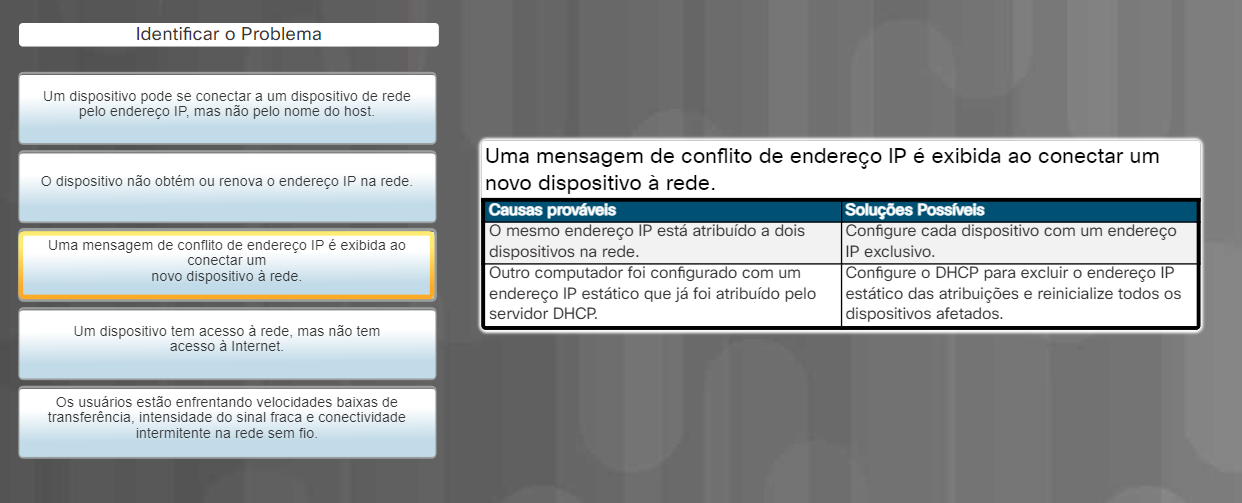 Identificar o Problema
Um dispositivo pode se conectar a um dispositivo de rede
pelo endereço IP, mas não pelo nome do host.
O dispositivo não obtém ou renova o endereço IP na rede.
Uma mensagem de conflito de endereço IP é exibida ao
conectar um
novo dispositivo à rede.
Um dispositivo tem acesso à rede, mas não tem
acesso à Internet.
Os usuários estão enfrentando velocidades baixas de
transferência, intensidade do sinal fraca e conectividade
intermitente na rede sem fio.
Uma mensagem de conflito de endereço IP é exibida ao conectar um
novo dispositivo à rede.
Causas prováveis
Soluções Possíveis
O mesmo endereço IP está atribuído a dois
dispositivos na rede.
Configure cada dispositivo com um endereço
IP exclusivo.
Outro computador foi configurado com um
endereço IP estático que já foi atribuído pelo
servidor DHCP.
Configure o DHCP para excluir o endereço IP
estático das atribuições e reinicialize todos os
dispositivos afetados.